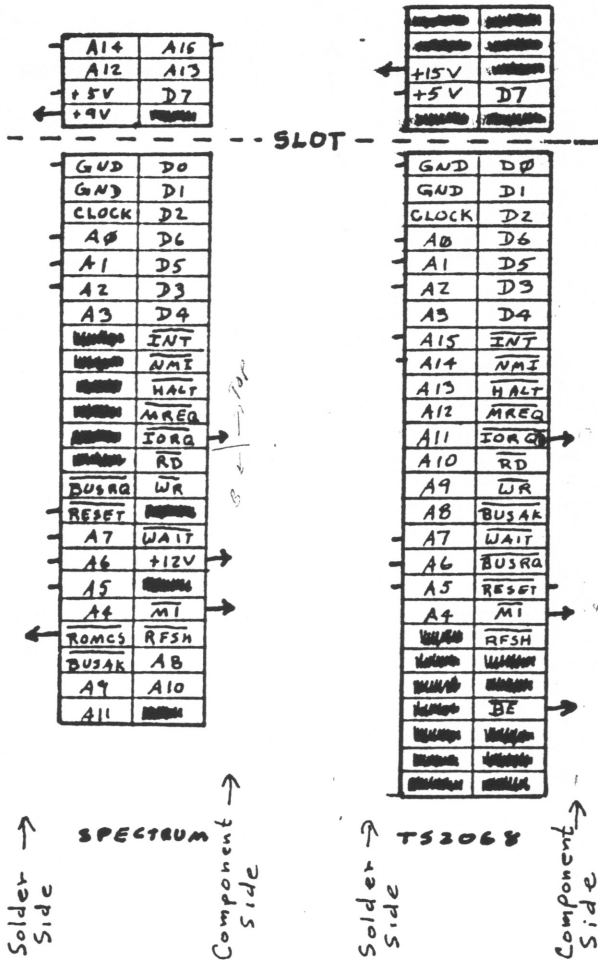 A14 A15
A12 A13
+5V D7
+9V
SLOT
GND D0
GND D1
CLOCK D2
A0 D6
A1 D5
A2 D3
A3 D4
INT
NMI
HALT
MREQ
IORQ →
RD
BUSRQ WR
RESET
A7 WAIT
A6 +12V →
A5
A4 M1 →
← ROMCS RFSH
BUSAK A8
A9 A10
A11
B ← → TOP
SPECTRUM
Solder Side →
Component Side →
← +15V
+5V D7
GND D0
GND D1
CLOCK D2
A0 D6
A1 D5
A2 D3
A3 D4
A15 INT
A14 NMI
A13 HALT
A12 MREQ
A11 IORQ →
A10 RD
A9 WR
A8 BUSAK
A7 WAIT
A6 BUSRQ
A5 RESET
A4 M1 →
RFSH
BE →
TS2068
Solder Side →
Component Side →